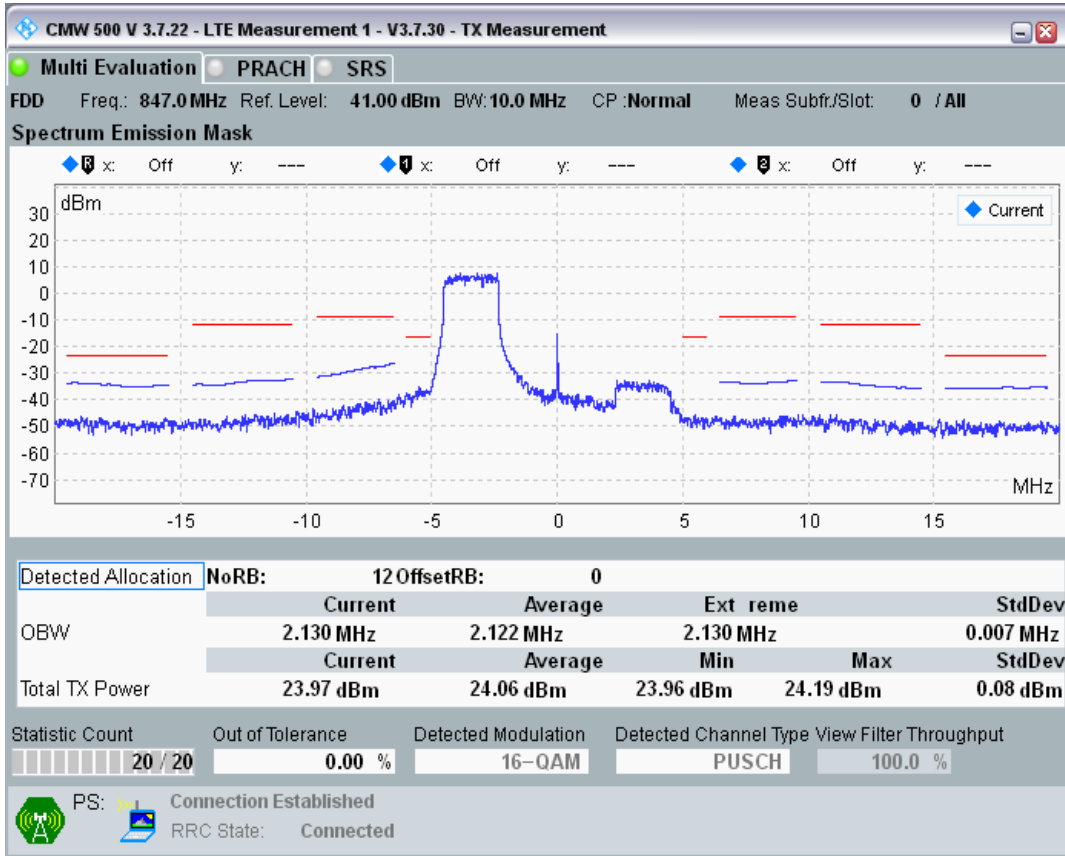 CMW 500 V 3.7.22 - LTE Measurement 1 - V3.7.30 - TX Measurement
Multi Evaluation PRACH SRS
FDD Freq.: 847.0 MHz Ref. Level: 41.00 dBm BW: 10.0 MHz CP :Normal Meas Subfr./Slot: 0 / All
Spectrum Emission Mask
R x: Off y: --- 1 x: Off y: --- 2 x: Off y: ---
dBm
Current
30
20
10
0
-10
-20
-30
-40
-50
-60
-70
MHz
-15 -10 -5 0 5 10 15
Detected Allocation NoRB: 12 OffsetRB: 0
Current Average Ext reme StdDev
OBW 2.130 MHz 2.122 MHz 2.130 MHz 0.007 MHz
Current Average Min Max StdDev
Total TX Power 23.97 dBm 24.06 dBm 23.96 dBm 24.19 dBm 0.08 dBm
Statistic Count Out of Tolerance Detected Modulation Detected Channel Type View Filter Throughput
20 / 20 0.00 % 16-QAM PUSCH 100.0 %
PS: Connection Established
RRC State: Connected